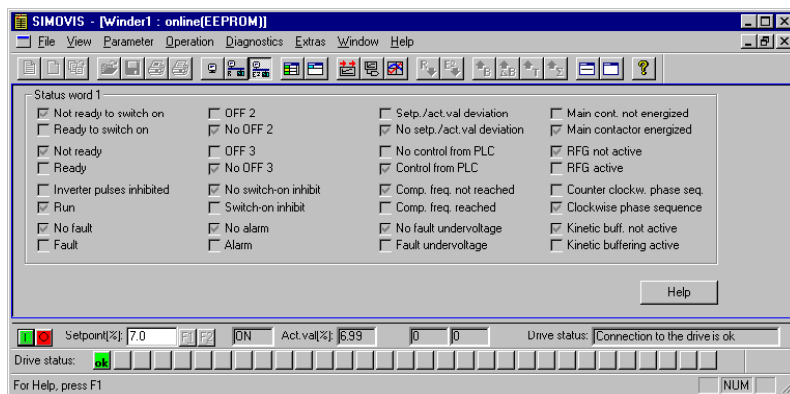 SIMOVIS - [Winder1 : online(EEPROM)]
File View Parameter Operation Diagnostics Extras Window Help
Status word 1
Not ready to switch on OFF 2 Setp./act.val deviation Main cont. not energized
Ready to switch on No OFF 2 No setp./act.val deviation Main contactor energized
Not ready OFF 3 No control from PLC RFG not active
Ready No OFF 3 Control from PLC RFG active
Inverter pulses inhibited No switch-on inhibit Comp. freq. not reached Counter clockw. phase seq.
Run Switch-on inhibit Comp. freq. reached Clockwise phase sequence
No fault No alarm No fault undervoltage Kinetic buff. not active
Fault Alarm Fault undervoltage Kinetic buffering active
Help
Setpoint[%]: 7.0 F1 F2 ON Act.val[%]: 6.99 0 0 Drive status: Connection to the drive is ok
Drive status: ok
For Help, press F1 NUM